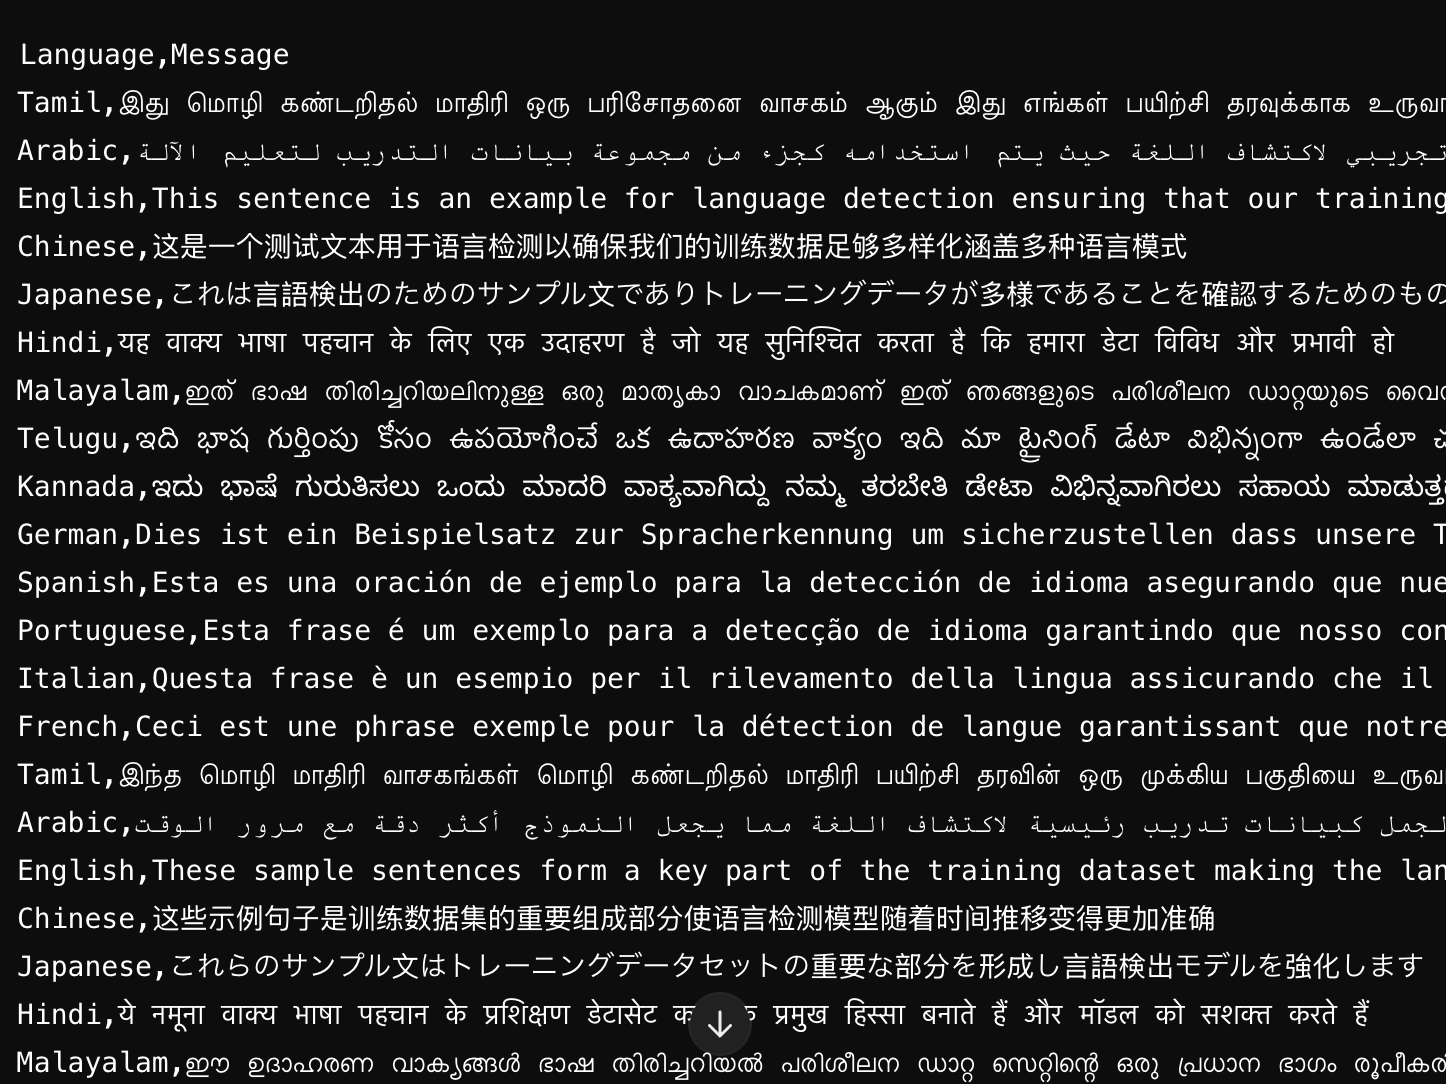 Language,Message
Tamil,இது மொழி கண்டறிதல் மாதிரி ஒரு பரிசோதனை வாசகம் ஆகும் இது எங்கள் பயிற்சி தரவுக்காக
Arabic,تجريبي لاكتشاف اللغة حيث يتم استخدامه كجزء من مجموعة بيانات التدريب لتعليم الآلة
English,This sentence is an example for language detection ensuring that our training
Chinese,这是一个测试文本用于语言检测以确保我们的训练数据足够多样化涵盖多种语言模式
Japanese,これは言語検出のためのサンプル文でありトレーニングデータが多様であることを確認するためのもの
Hindi,यह वाक्य भाषा पहचान के लिए एक उदाहरण है जो यह सुनिश्चित करता है कि हमारा डेटा विविध और प्रभावी हो
Malayalam,ഇത് ഭാഷ തിരിച്ചറിയലിനുള്ള ഒരു മാതൃകാ വാചകമാണ് ഇത് ഞങ്ങളുടെ പരിശീലന ഡാറ്റയുടെ
Telugu,ఇది భాష గుర్తింపు కోసం ఉపయోగించే ఒక ఉదాహరణ వాక్యం ఇది మా ట్రైనింగ్ డేటా విభిన్నంగా ఉండేలా
Kannada,ಇದು ಭಾಷೆ ಗುರುತಿಸಲು ಒಂದು ಮಾದರಿ ವಾಕ್ಯವಾಗಿದ್ದು ನಮ್ಮ ತರಬೇತಿ ಡೇಟಾ ವಿಭಿನ್ನವಾಗಿರಲು ಸಹಾಯ
German,Dies ist ein Beispielsatz zur Spracherkennung um sicherzustellen dass unsere T
Spanish,Esta es una oración de ejemplo para la detección de idioma asegurando que nue
Portuguese,Esta frase é um exemplo para a detecção de idioma garantindo que nosso con
Italian,Questa frase è un esempio per il rilevamento della lingua assicurando che il
French,Ceci est une phrase exemple pour la détection de langue garantissant que notre
Tamil,இந்த மொழி மாதிரி வாசகங்கள் மொழி கண்டறிதல் மாதிரி பயிற்சி தரவின் ஒரு முக்கிய பகுதியை
Arabic,لجمل كبيانات تدريب رئيسية لاكتشاف اللغة مما يجعل النموذج أكثر دقة مع مرور الوقت
English,These sample sentences form a key part of the training dataset making the lan
Chinese,这些示例句子是训练数据集的重要组成部分使语言检测模型随着时间推移变得更加准确
Japanese,これらのサンプル文はトレーニングデータセットの重要な部分を形成し言語検出モデルを強化します
Hindi,ये नमूना वाक्य भाषा पहचान के प्रशिक्षण डेटासेट प्रमुख हिस्सा बनाते हैं और मॉडल को सशक्त करते हैं
Malayalam,ഈ ഉദാഹരണ വാക്യങ്ങൾ ഭാഷ തിരിച്ചറിയൽ പരിശീലന ഡാറ്റ സെറ്റിന്റെ ഒരു പ്രധാന ഭാഗം